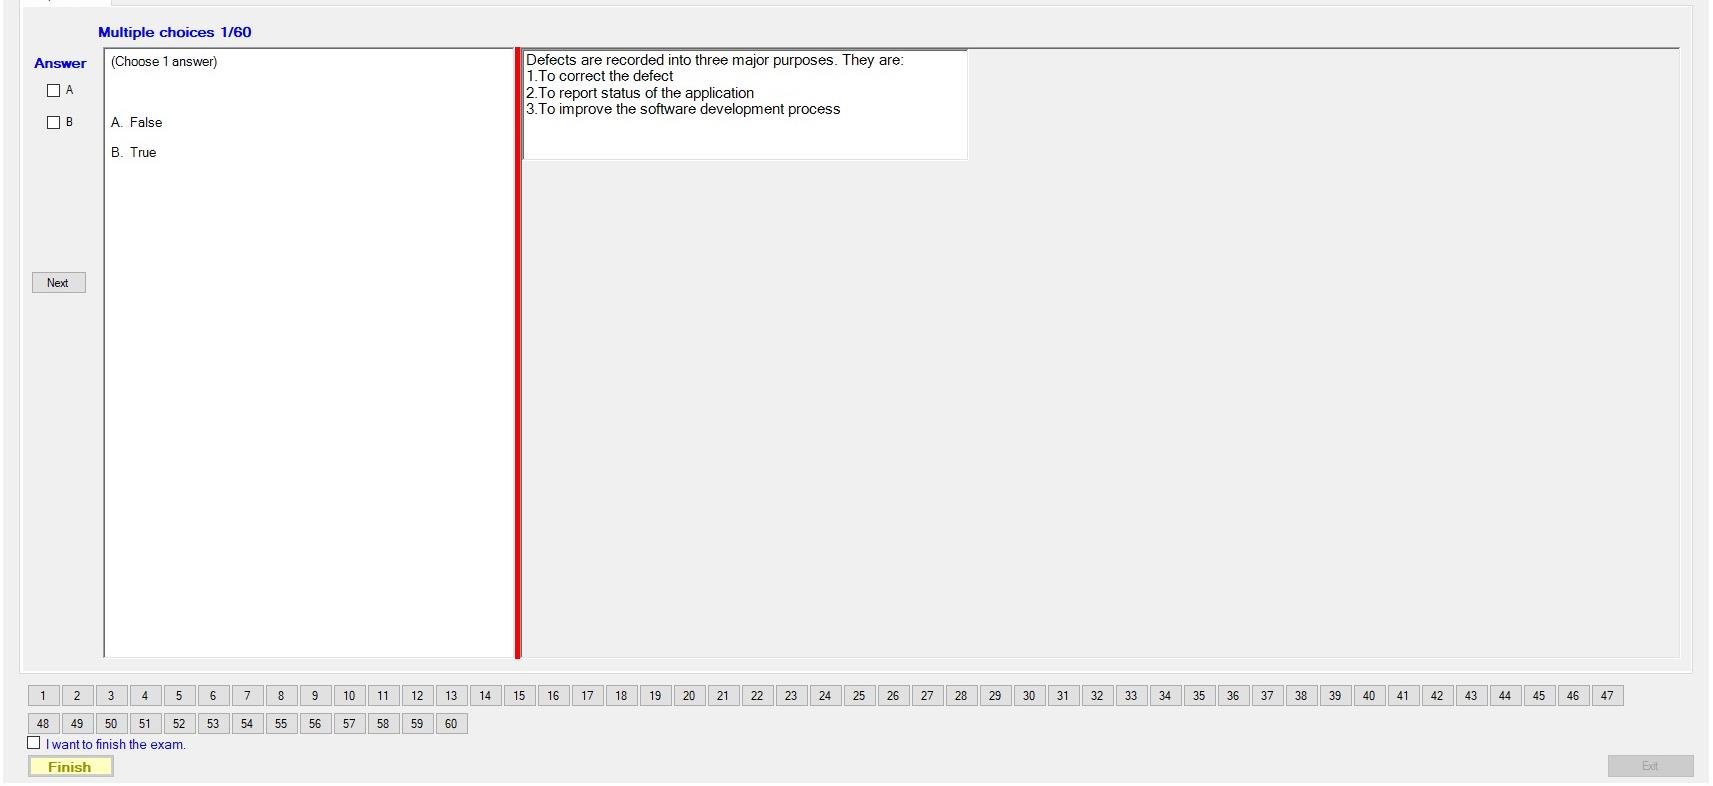 Multiple choices 1/60
Answer
(Choose 1 answer)
A
B
A. False
B. True
Next
Defects are recorded into three major purposes. They are:
1.To correct the defect
2.To report status of the application
3.To improve the software development process
1 2 3 4 5 6 7 8 9 10 11 12 13 14 15 16 17 18 19 20 21 22 23 24 25 26 27 28 29 30 31 32 33 34 35 36 37 38 39 40 41 42 43 44 45 46 47
48 49 50 51 52 53 54 55 56 57 58 59 60
I want to finish the exam.
Finish
Exit